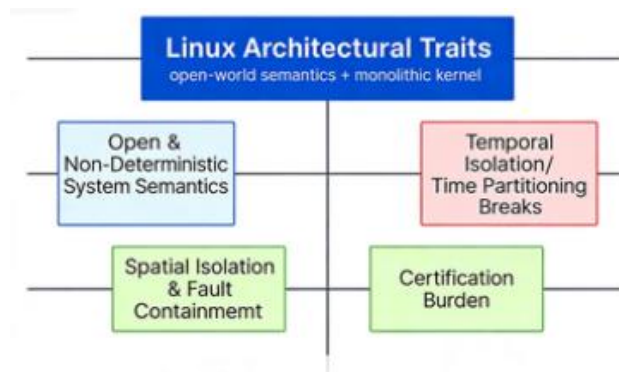 Linux Architectural Traits
open-world semantics + monolithic kernel
Open &
Non-Deterministic
System Semantics
Temporal
Isolation/
Time Partitioning
Breaks
Spatial Isolation
& Fault
Containmemt
Certification
Burden